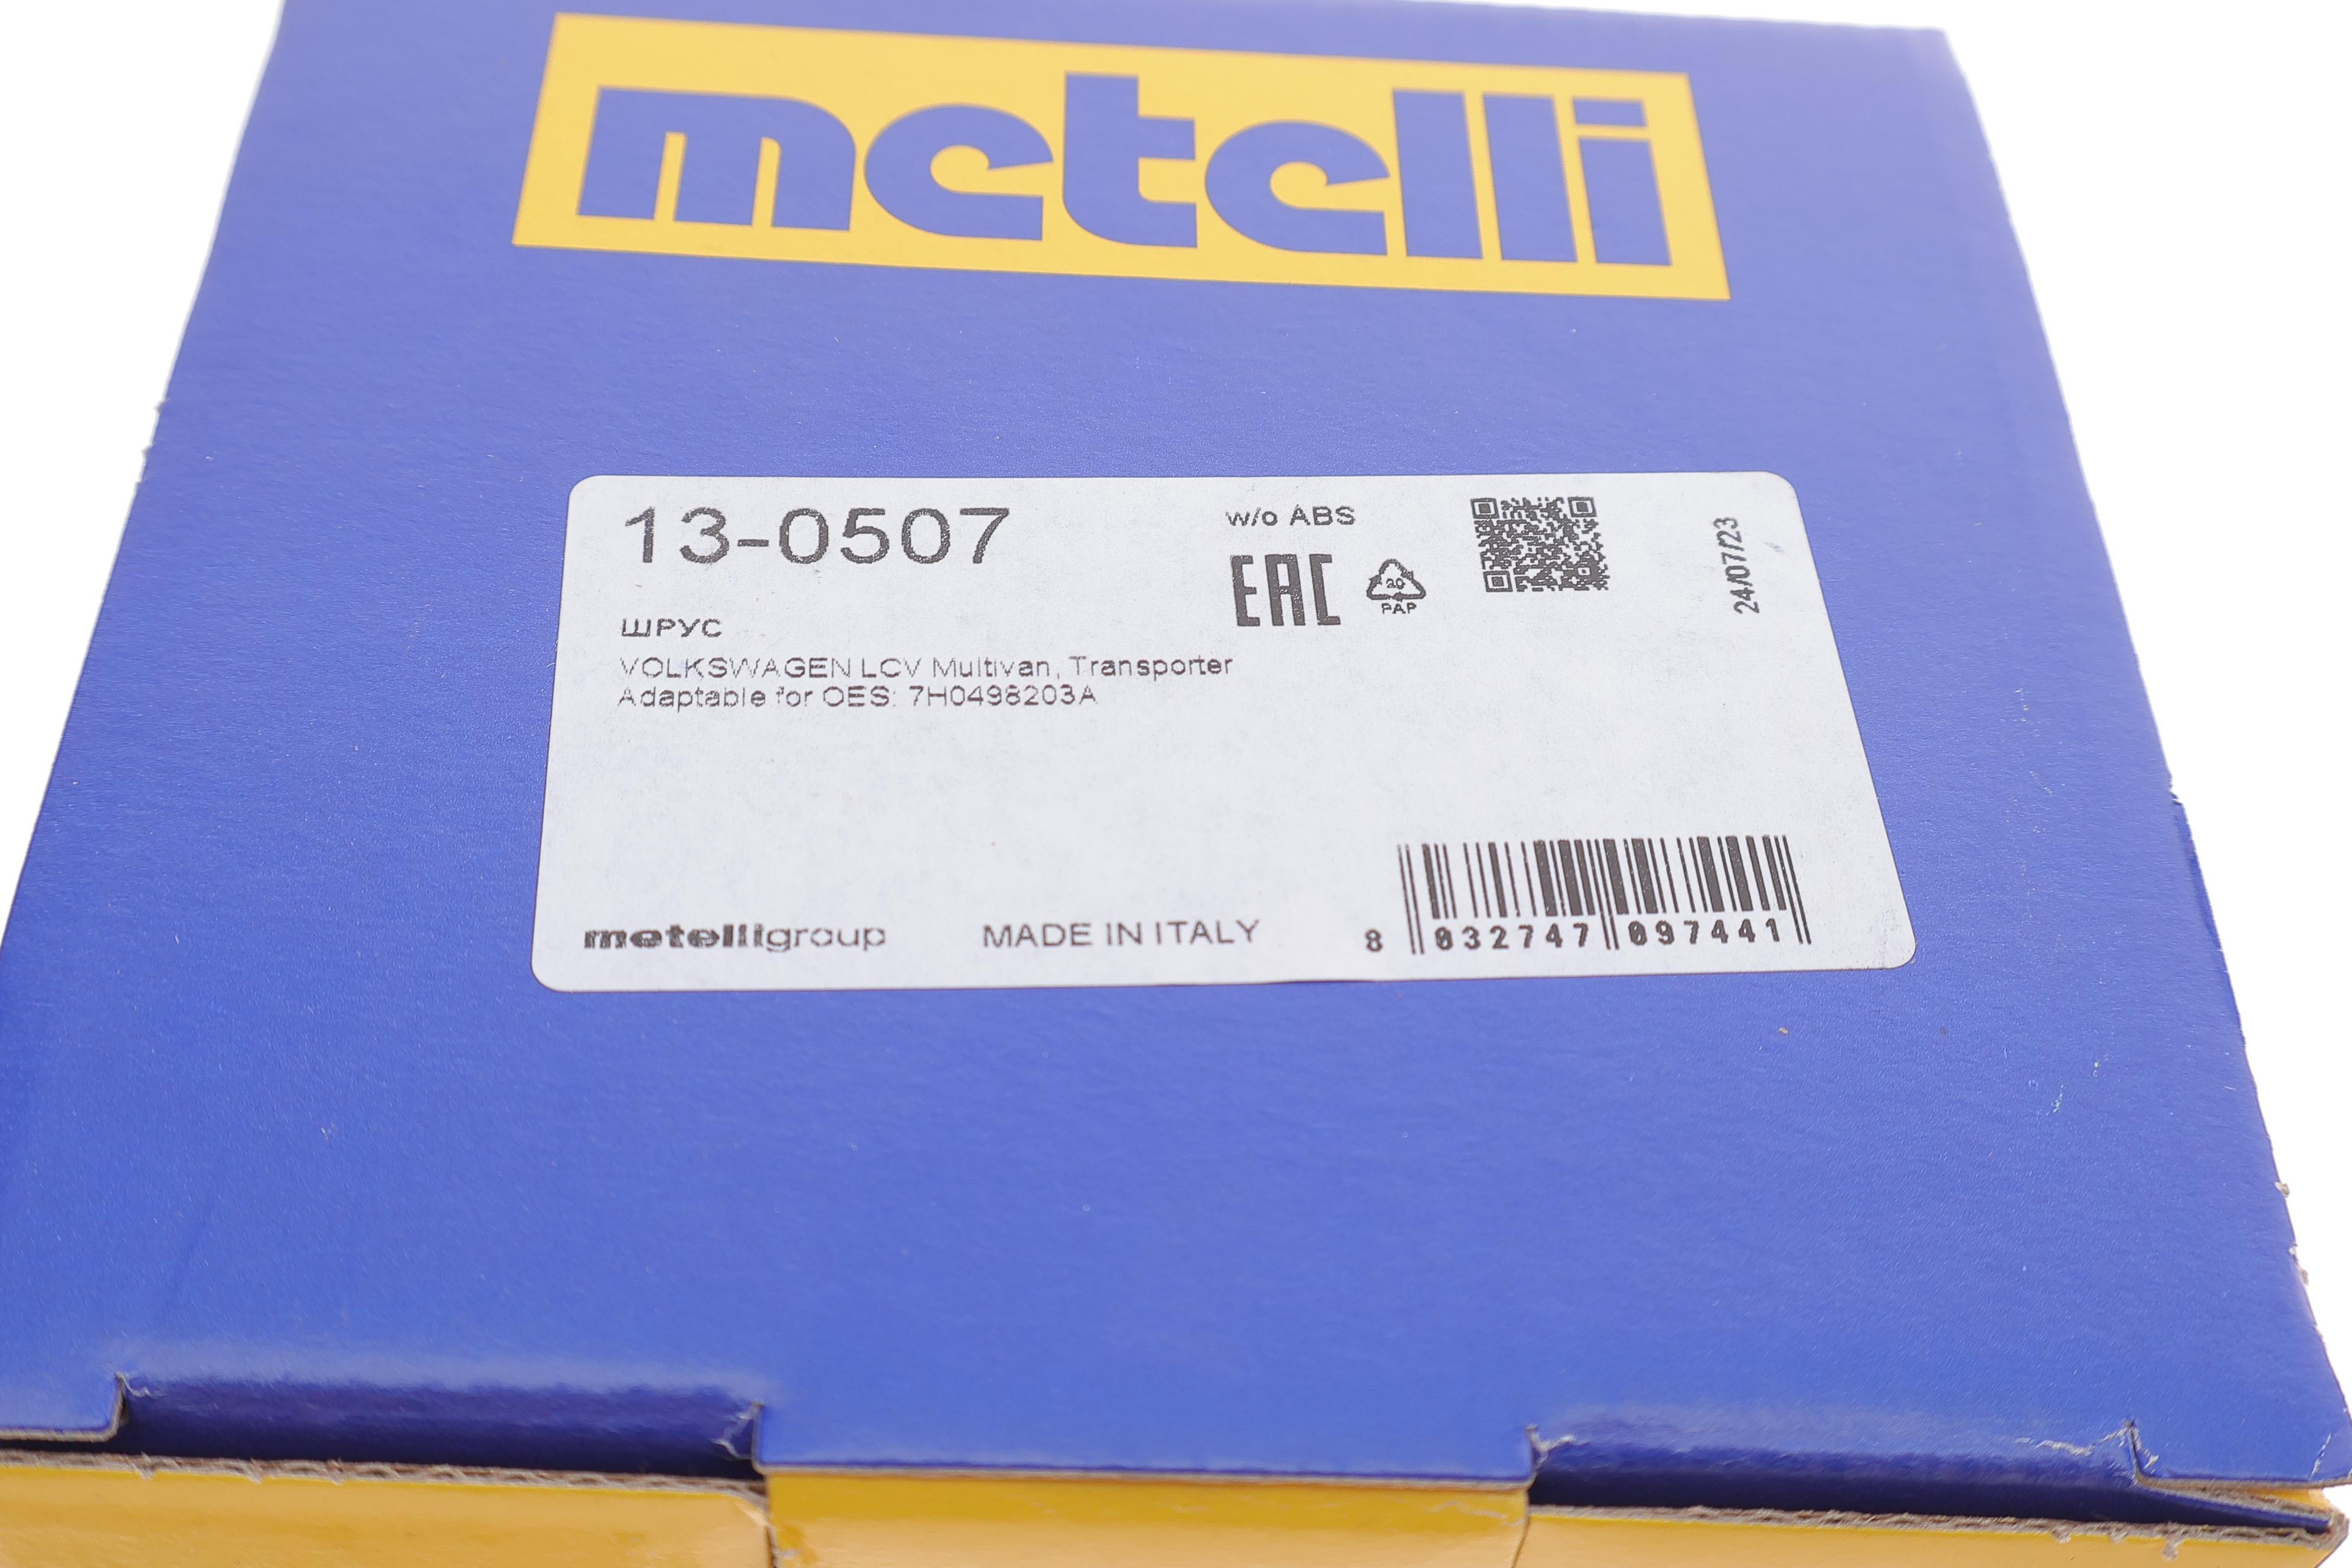 metelli
13-0507
w/o ABS
EAC
20
PAP
24/07/23
ШРУС
VOLKSWAGEN LCV Multivan, Transporter
Adaptable for OES: 7H0498203A
metelligroup
MADE IN ITALY
8 032747 097441